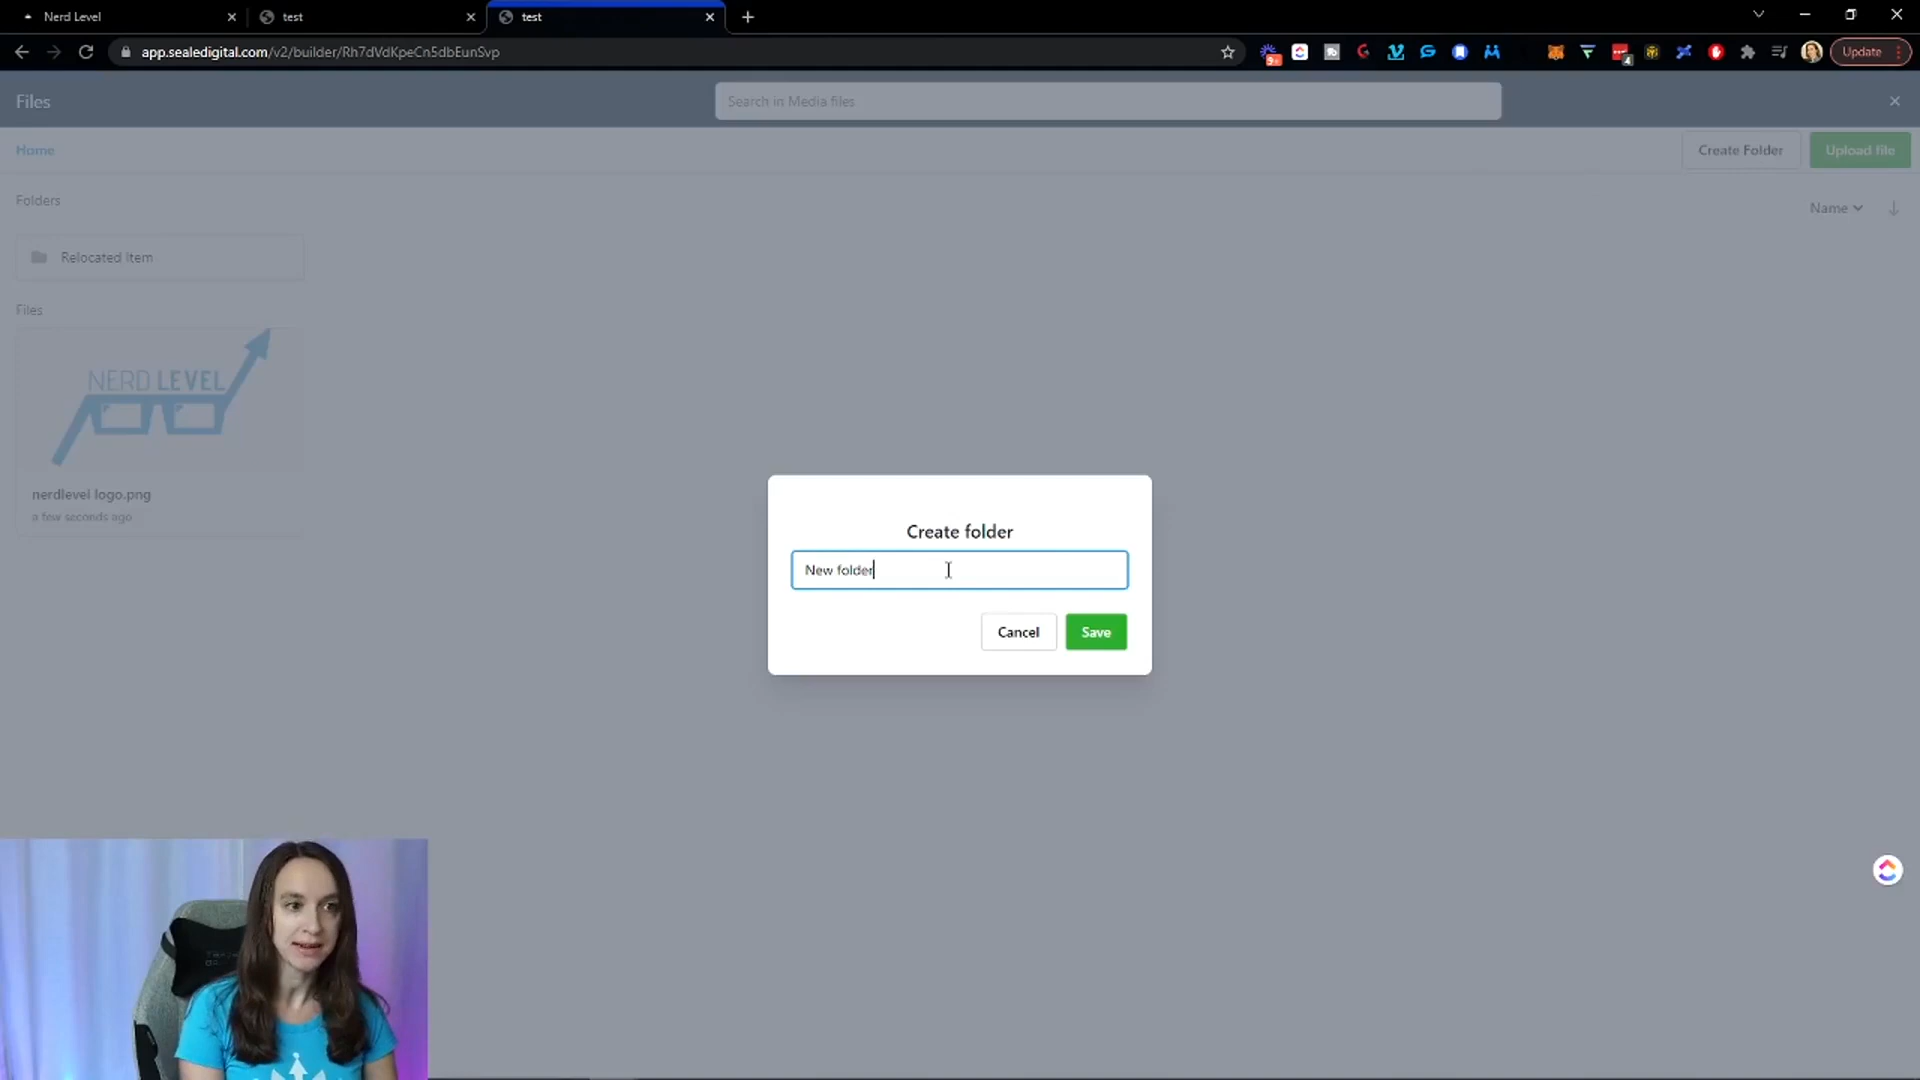 Nerd Level
test
test
app.sealedigital.com/v2/builder/Rh7dVdKpeCn5dbEunSvp
9+
4
Update
Files
Search in Media files
Home
Create Folder
Upload file
Folders
Name
Relocated Item
Files
NERD LEVEL
nerdlevel logo.png
a few seconds ago
Create folder
New folder
Cancel
Save